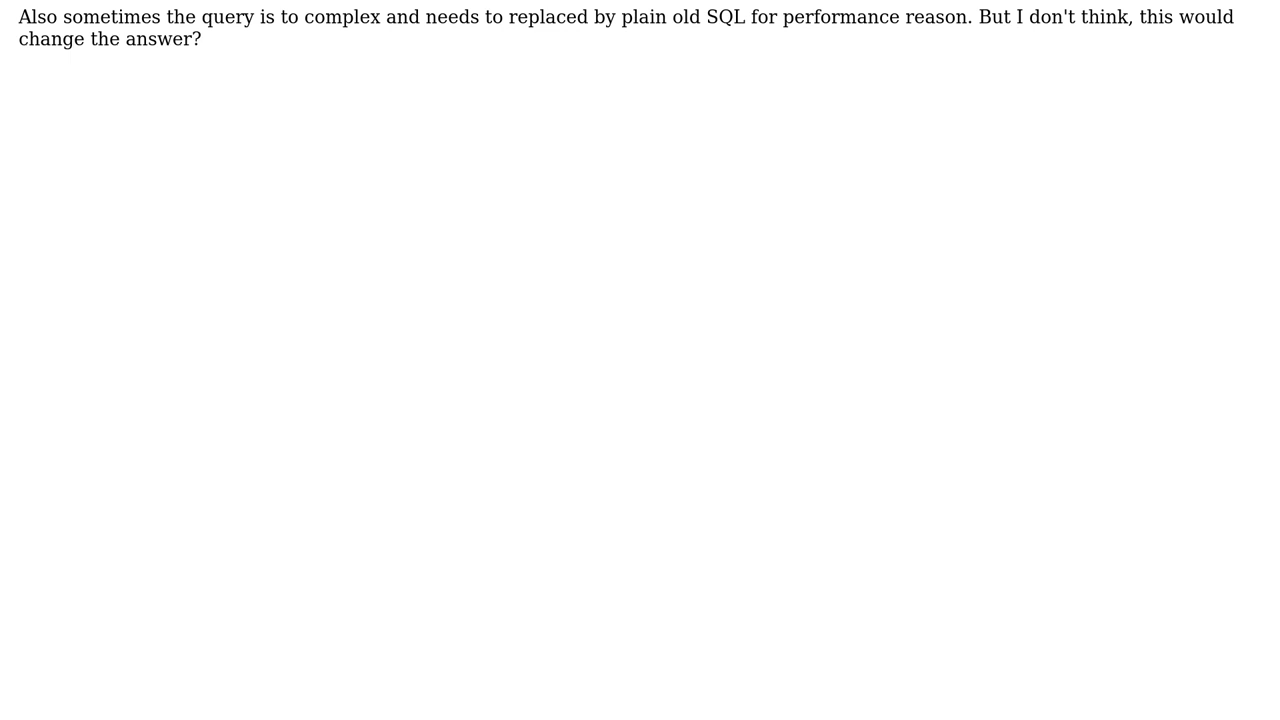 Also sometimes the query is to complex and needs to replaced by plain old SQL for performance reason. But I don't think, this would
change the answer?